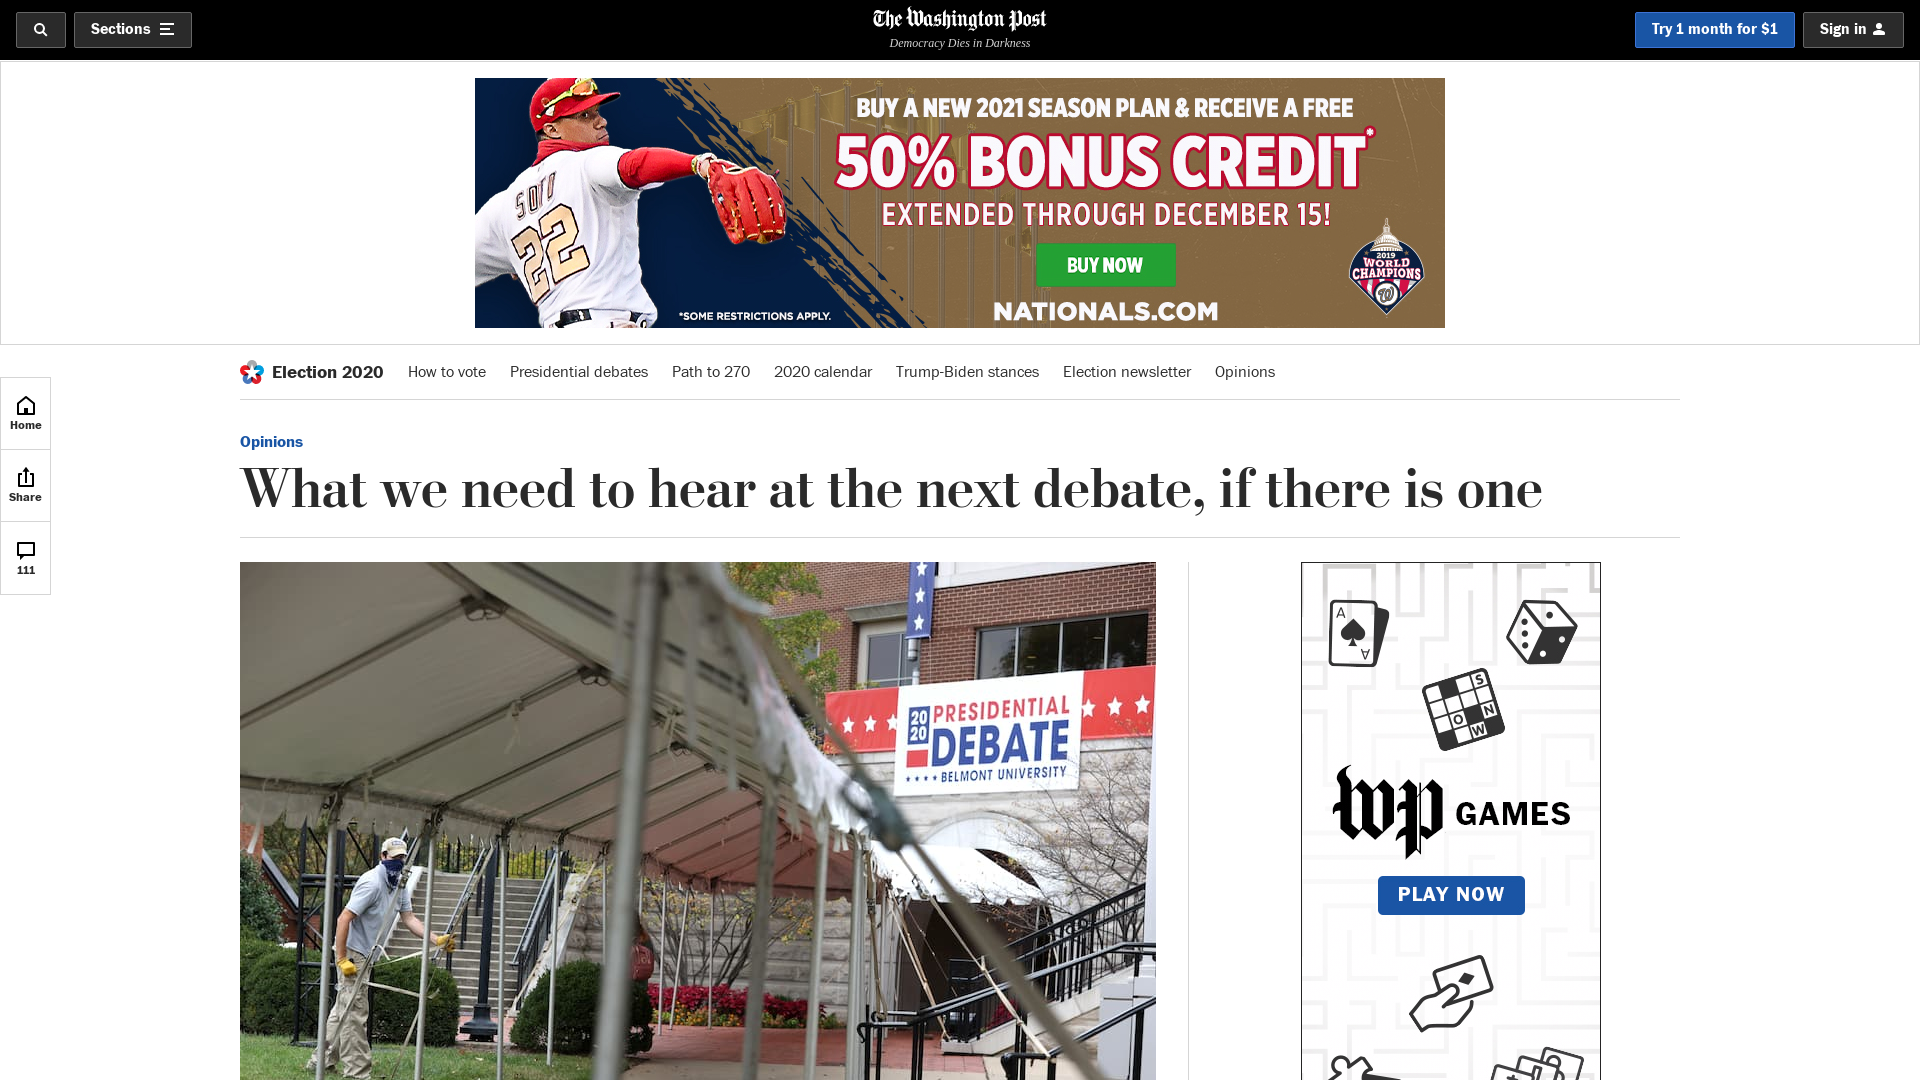 Sections
The Washington Post
Democracy Dies in Darkness
Try 1 month for $1
Sign in
BUY A NEW 2021 SEASON PLAN & RECEIVE A FREE
50% BONUS CREDIT*
EXTENDED THROUGH DECEMBER 15!
BUY NOW
NATIONALS.COM
*SOME RESTRICTIONS APPLY.
SOTO
22
2019
WORLD
CHAMPIONS
W
Election 2020
How to vote
Presidential debates
Path to 270
2020 calendar
Trump-Biden stances
Election newsletter
Opinions
Home
Share
111
Opinions
What we need to hear at the next debate, if there is one
2020
PRESIDENTIAL
DEBATE
BELMONT UNIVERSITY
A
A
S
O
N
W
wp GAMES
PLAY NOW